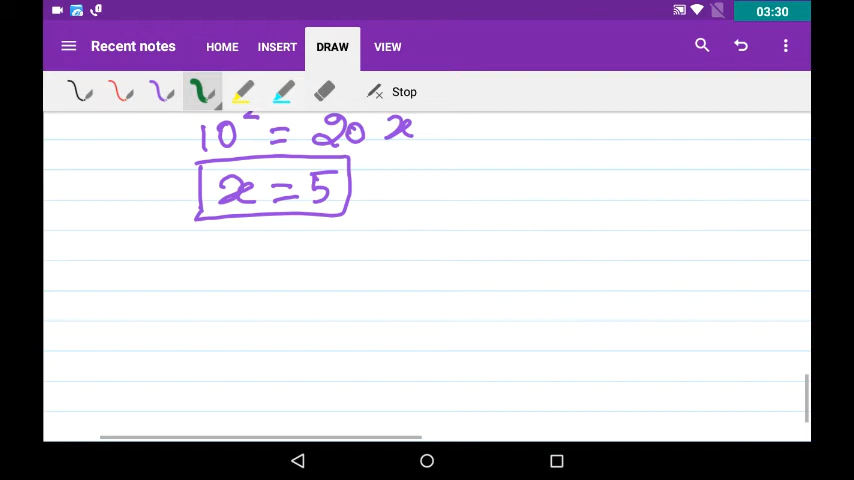 03:30
Recent notes HOME INSERT DRAW VIEW
Stop
10² = 20 x
x = 5